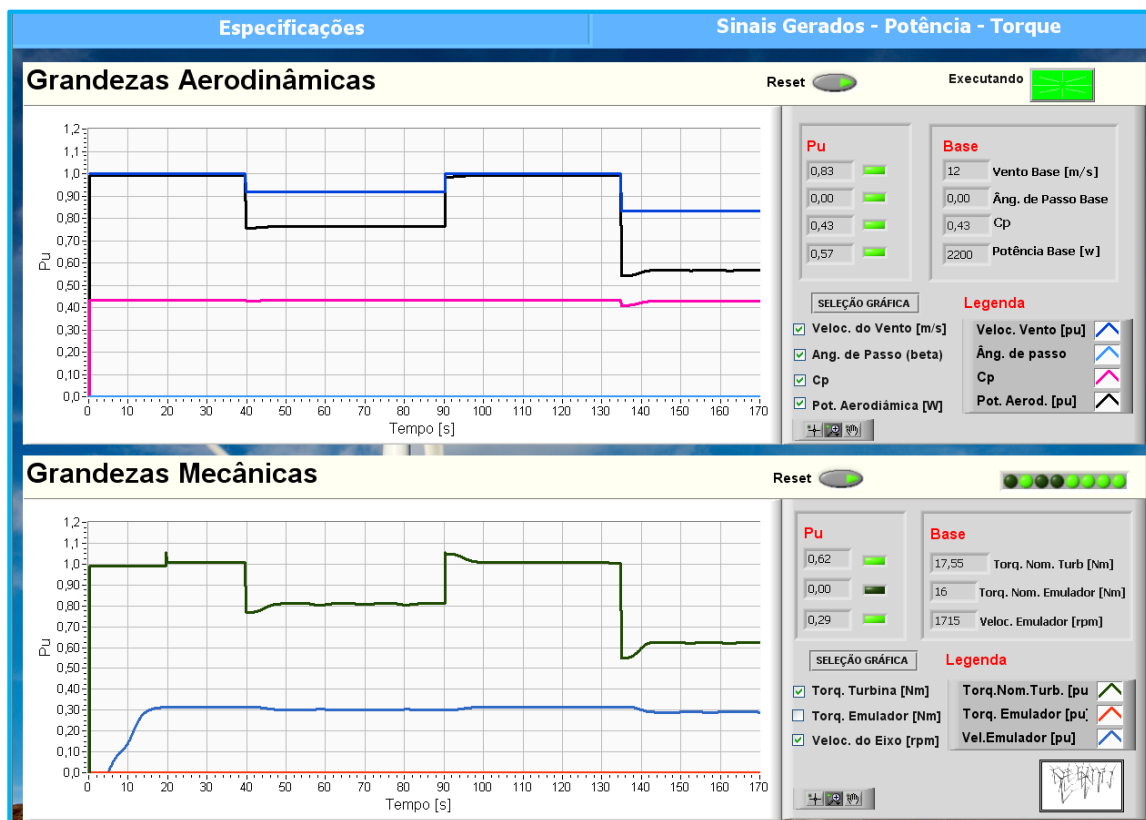 Especificações
Sinais Gerados - Potência - Torque
Grandezas Aerodinâmicas
Reset
Executando
1,2
1,1
1,0
0,90
0,80
0,70
0,60
0,50
0,40
0,30
0,20
0,10
0,0
Pu
0 10 20 30 40 50 60 70 80 90 100 110 120 130 140 150 160 170
Tempo [s]
Pu
Base
0,83
12 Vento Base [m/s]
0,00
0,00 Âng. de Passo Base
0,43
0,43 Cp
0,57
2200 Potência Base [w]
SELEÇÃO GRÁFICA
Legenda
Veloc. do Vento [m/s]
Veloc. Vento [pu]
Ang. de Passo (beta)
Âng. de passo
Cp
Cp
Pot. Aerodiâmica [W]
Pot. Aerod. [pu]
Grandezas Mecânicas
Reset
1,2
1,1
1,0
0,90
0,80
0,70
0,60
0,50
0,40
0,30
0,20
0,10
0,0
Pu
0 10 20 30 40 50 60 70 80 90 100 110 120 130 140 150 160 170
Tempo [s]
Pu
Base
0,62
17,55 Torq. Nom. Turb [Nm]
0,00
16 Torq. Nom. Emulador [Nm]
0,29
1715 Veloc. Emulador [rpm]
SELEÇÃO GRÁFICA
Legenda
Torq. Turbina [Nm]
Torq.Nom.Turb. [pu
Torq. Emulador [Nm]
Torq. Emulador [pu]
Veloc. do Eixo [rpm]
Vel.Emulador [pu]